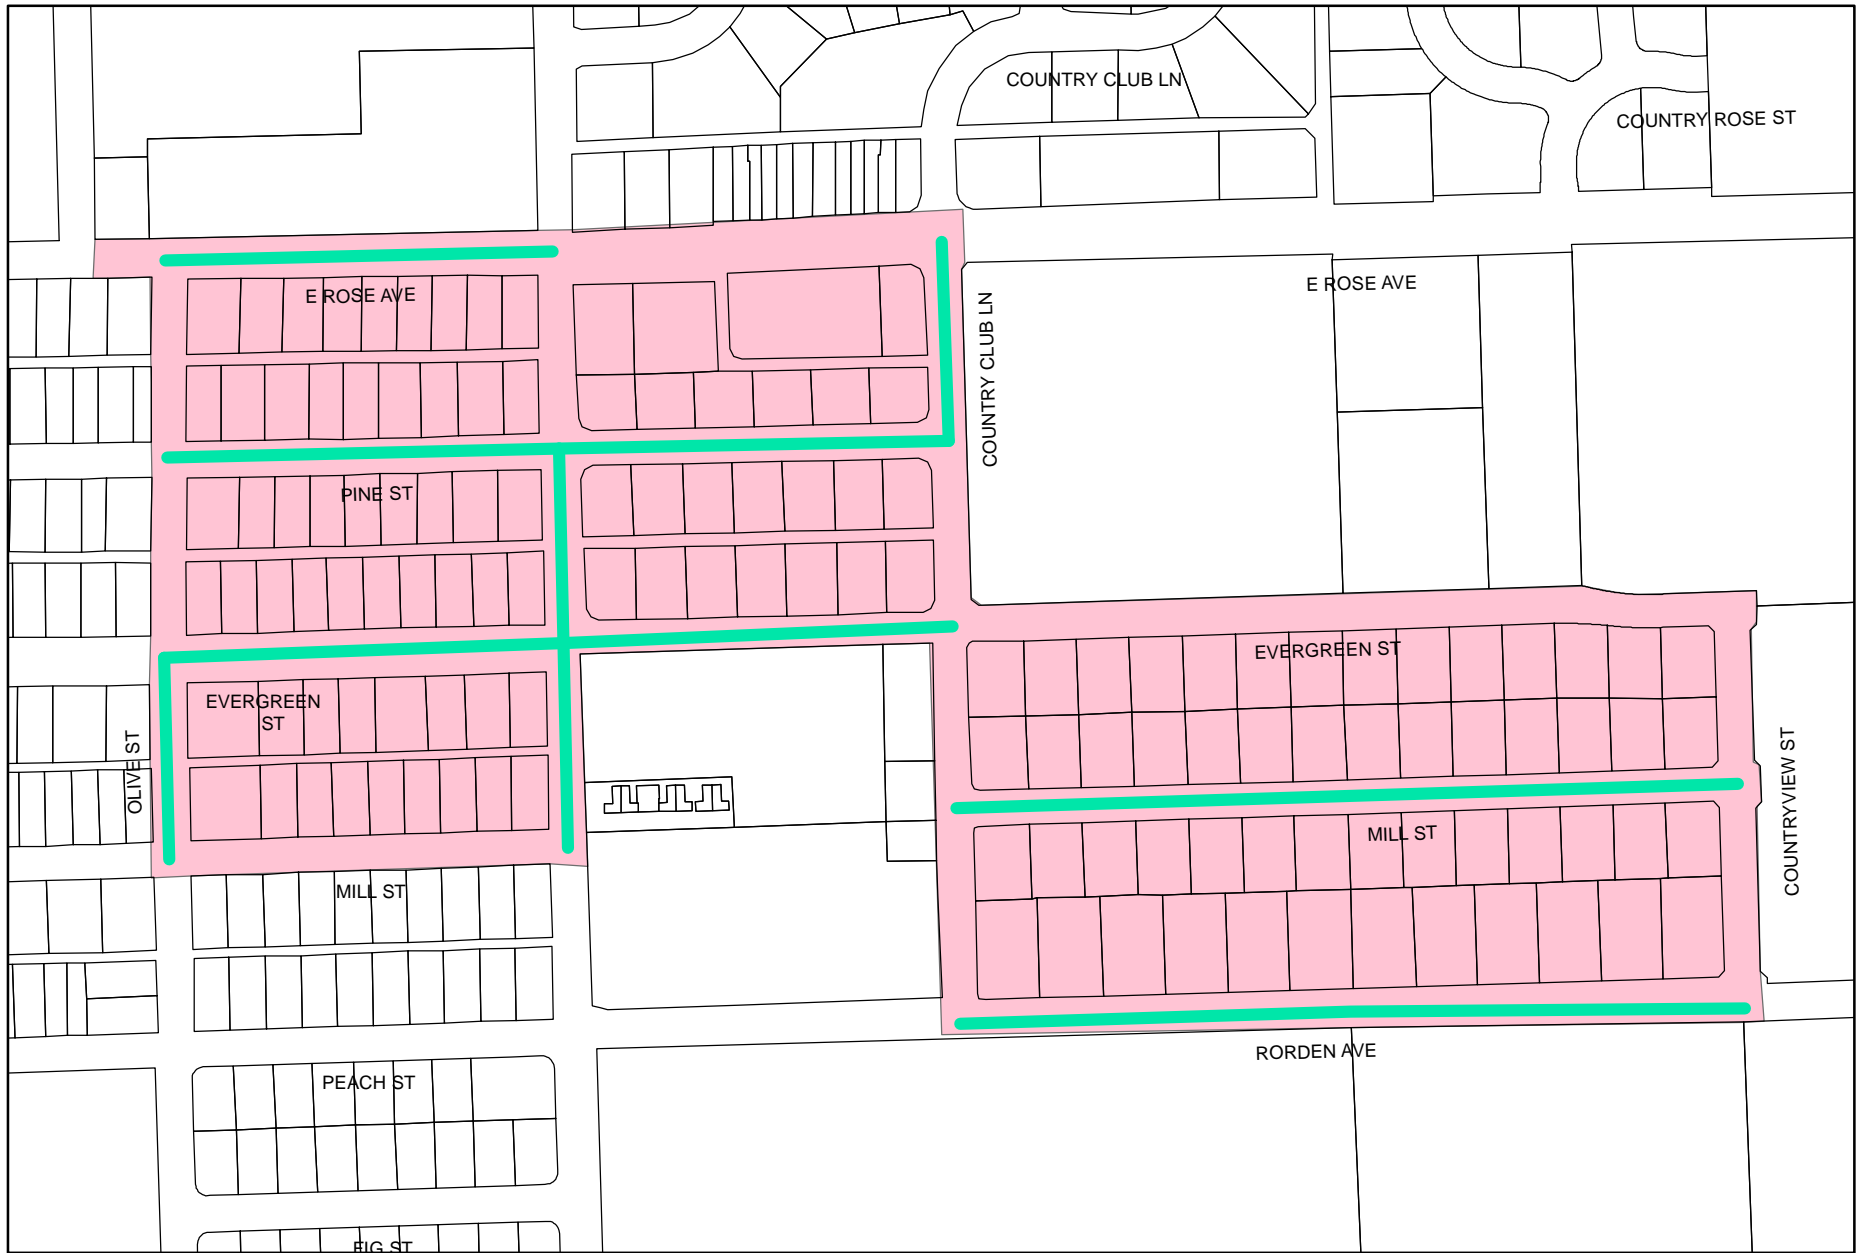 COUNTRY CLUB LN
COUNTRY ROSE ST
E ROSE AVE
E ROSE AVE
COUNTRY CLUB LN
PINE ST
EVERGREEN ST
EVERGREEN
ST
OLIVE ST
COUNTRYVIEW ST
MILL ST
MILL ST
RORDEN AVE
PEACH ST
FIG ST